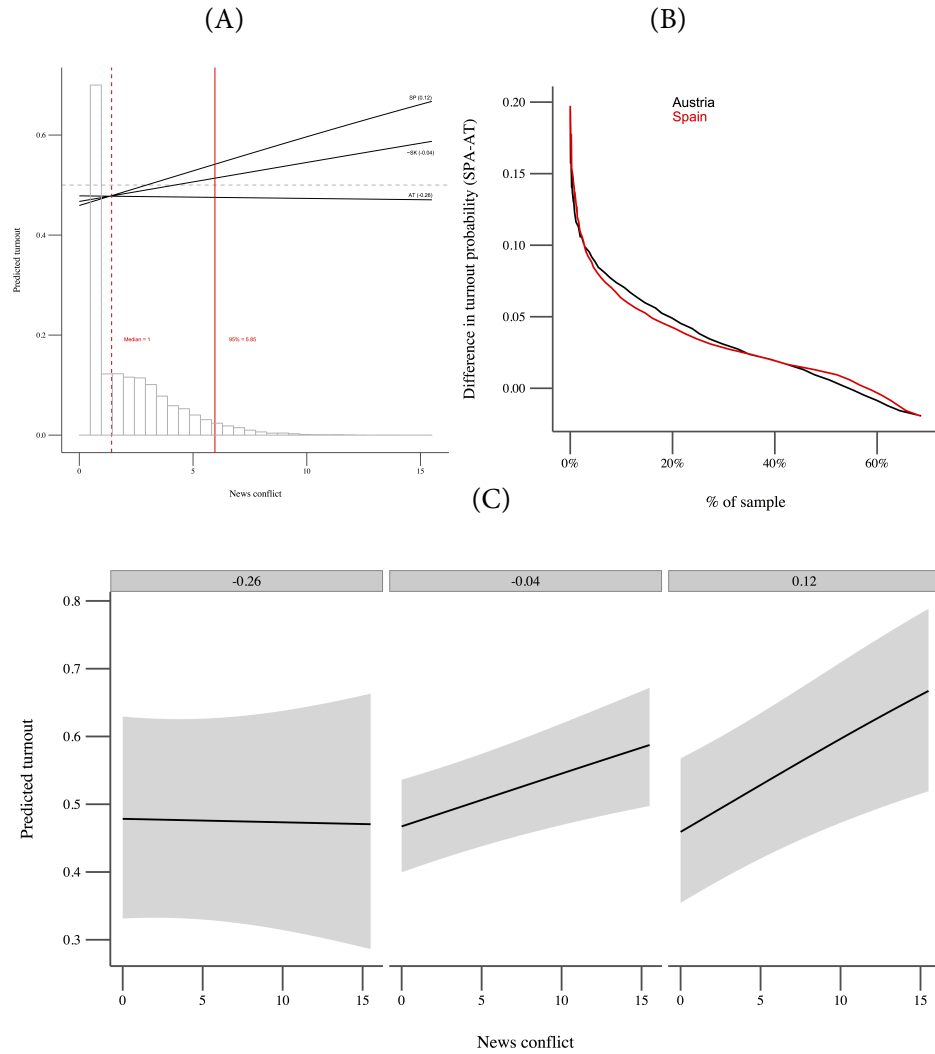 (A)
(B)
(C)
Predicted turnout
0.6
0.4
0.2
0.0
SP (0.12)
~SK (-0.04)
AT (-0.26)
Median = 1
95% = 5.85
0
5
10
15
News conflict
Difference in turnout probability (SPA-AT)
0.20
0.15
0.10
0.05
0.00
Austria
Spain
0%
20%
40%
60%
% of sample
-0.26
-0.04
0.12
Predicted turnout
0.8
0.7
0.6
0.5
0.4
0.3
0
5
10
15
0
5
10
15
0
5
10
15
News conflict